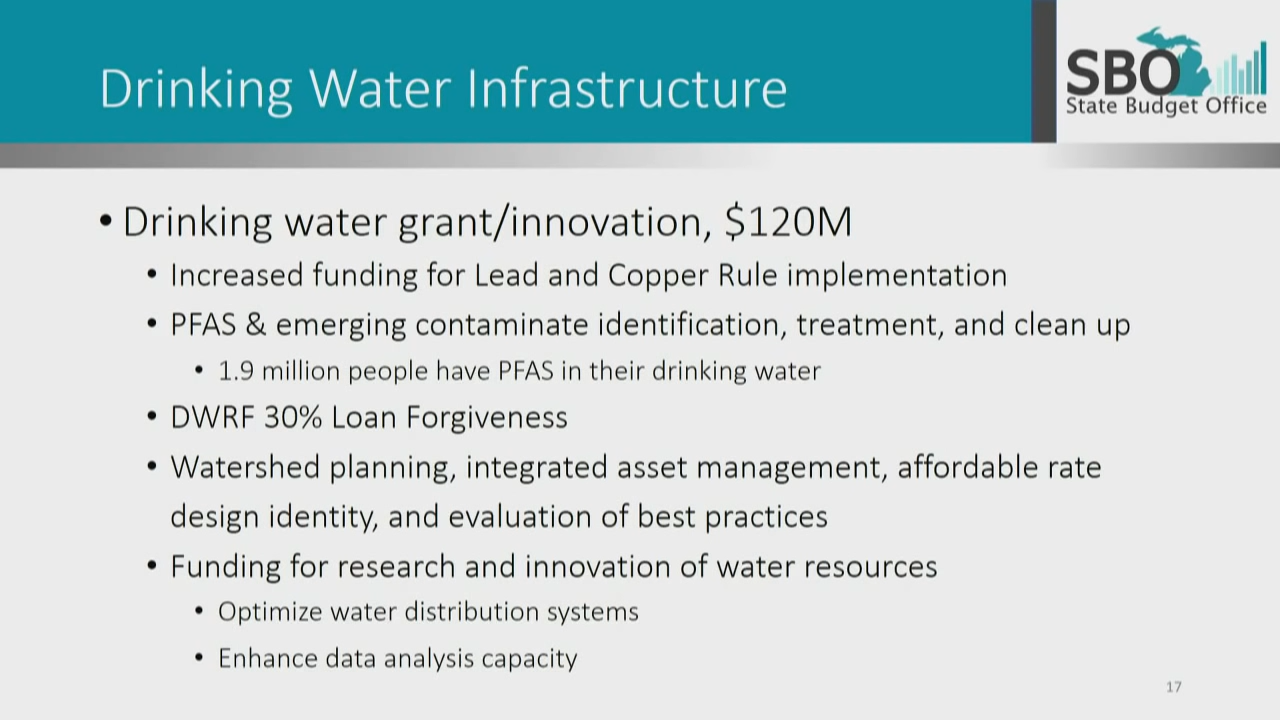 Drinking Water Infrastructure
SBO
State Budget Office
• Drinking water grant/innovation, $120M
• Increased funding for Lead and Copper Rule implementation
• PFAS & emerging contaminate identification, treatment, and clean up
• 1.9 million people have PFAS in their drinking water
• DWRF 30% Loan Forgiveness
• Watershed planning, integrated asset management, affordable rate
design identity, and evaluation of best practices
• Funding for research and innovation of water resources
• Optimize water distribution systems
• Enhance data analysis capacity
17